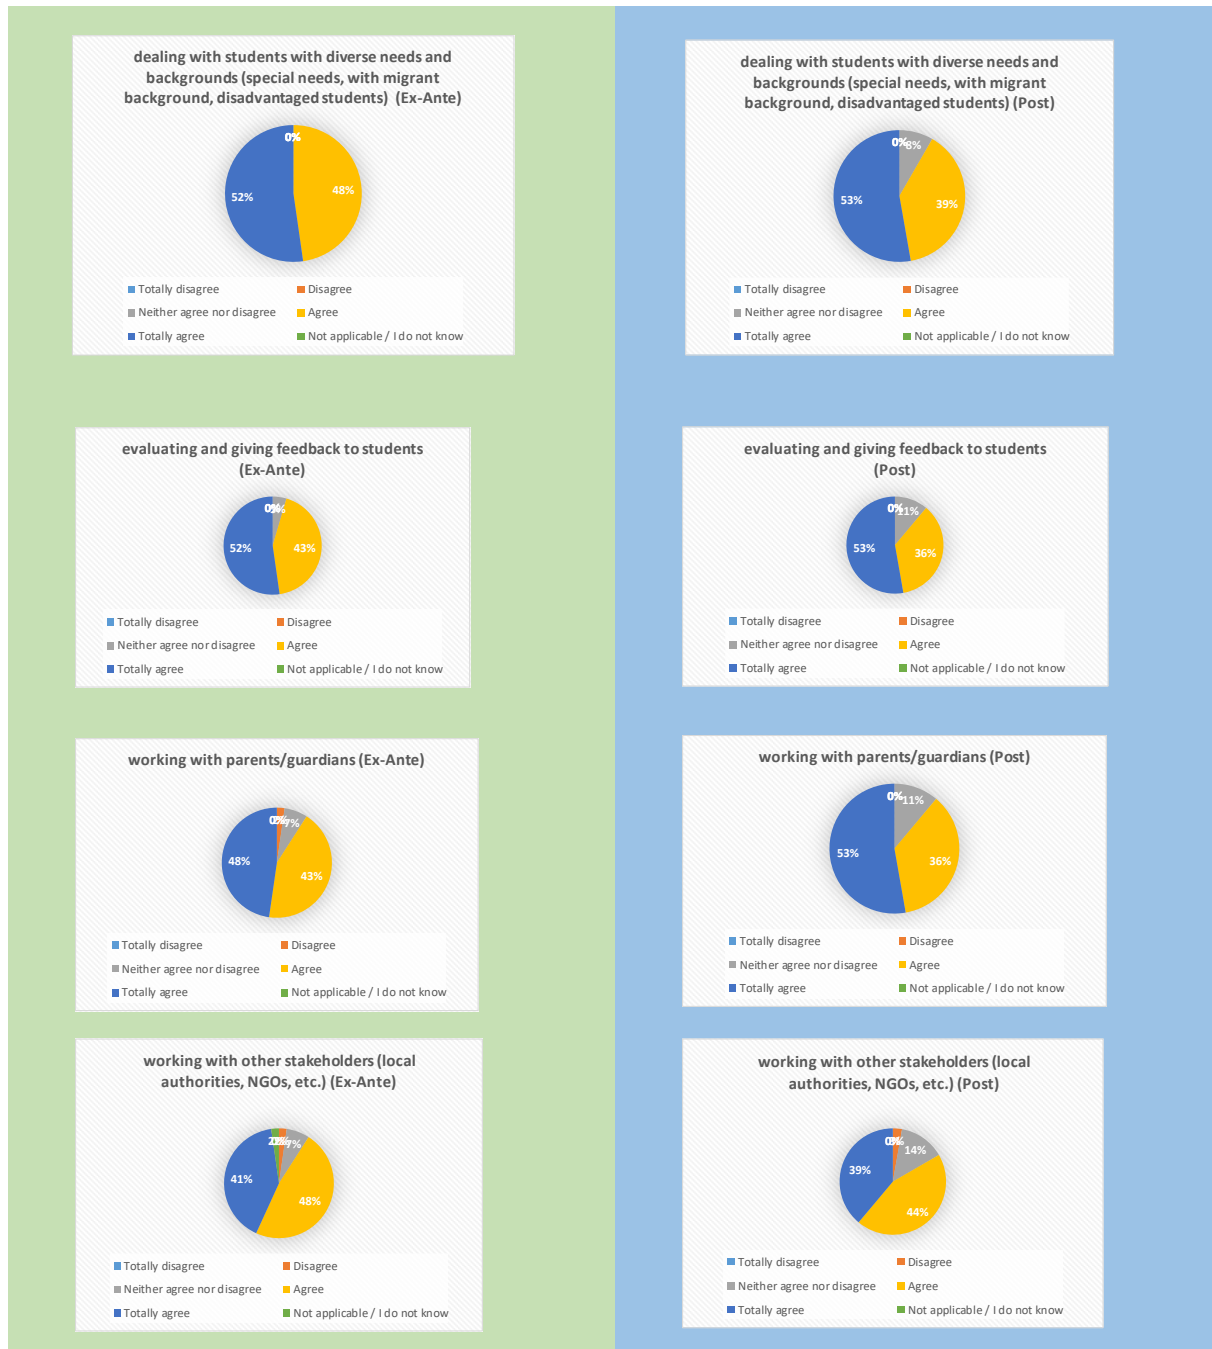 dealing with students with diverse needs and
backgrounds (special needs, with migrant
background, disadvantaged students) (Ex-Ante)
0%
52%
48%
Totally disagree
Disagree
Neither agree nor disagree
Agree
Totally agree
Not applicable / I do not know
dealing with students with diverse needs and
backgrounds (special needs, with migrant
background, disadvantaged students) (Post)
0%
8%
53%
39%
Totally disagree
Disagree
Neither agree nor disagree
Agree
Totally agree
Not applicable / I do not know
evaluating and giving feedback to students
(Ex-Ante)
0%
52%
43%
Totally disagree
Disagree
Neither agree nor disagree
Agree
Totally agree
Not applicable / I do not know
evaluating and giving feedback to students
(Post)
0%
11%
53%
36%
Totally disagree
Disagree
Neither agree nor disagree
Agree
Totally agree
Not applicable / I do not know
working with parents/guardians (Ex-Ante)
7%
48%
43%
Totally disagree
Disagree
Neither agree nor disagree
Agree
Totally agree
Not applicable / I do not know
working with parents/guardians (Post)
0%
11%
53%
36%
Totally disagree
Disagree
Neither agree nor disagree
Agree
Totally agree
Not applicable / I do not know
working with other stakeholders (local
authorities, NGOs, etc.) (Ex-Ante)
7%
41%
48%
Totally disagree
Disagree
Neither agree nor disagree
Agree
Totally agree
Not applicable / I do not know
working with other stakeholders (local
authorities, NGOs, etc.) (Post)
0%
14%
39%
44%
Totally disagree
Disagree
Neither agree nor disagree
Agree
Totally agree
Not applicable / I do not know